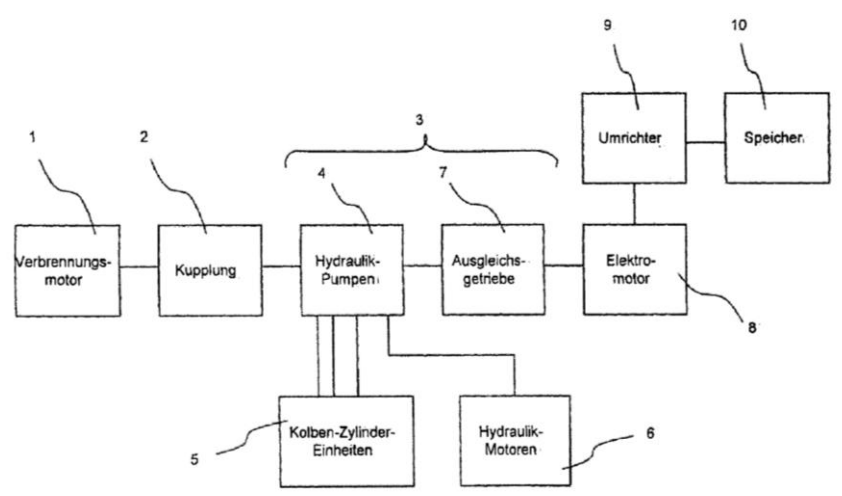 9
10
3
Umrichter
Speicher
1
2
4
7
Verbrennungs-
motor
Kupplung
Hydraulik-
Pumpen
Ausgleichs-
getriebe
Elektro-
motor
8
Kolben-Zylinder-
Einheiten
Hydraulik-
Motoren
5
6